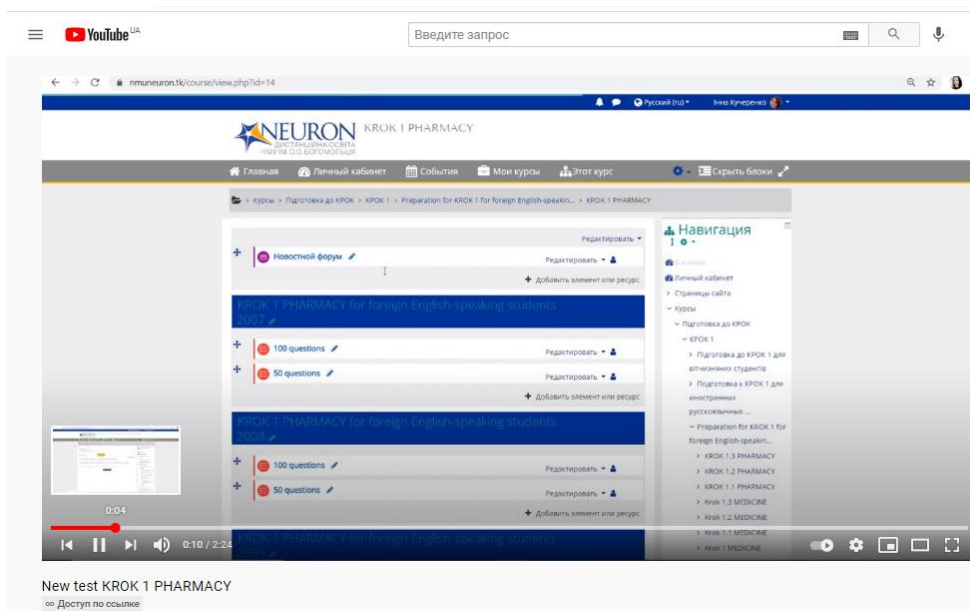 YouTube UA
Введите запрос
nmuneuron.tk/course/view.php?id=14
Русский (ru)
Інна Кучеренко
NEURON
ДИСТАНЦІЙНА ОСВІТА
НМУ ІМ. О.О. БОГОМОЛЬЦЯ
KROK 1 PHARMACY
Главная
Личный кабинет
События
Мои курсы
Этот курс
Скрыть блоки
> Курсы > Підготовка до КРОК > КРОК 1 > Preparation for KROK 1 for foreign English-speakin... > KROK 1 PHARMACY
Редактировать
Новостной форум
Редактировать
+ Добавить элемент или ресурс
KROK 1 PHARMACY for foreign English-speaking students
2007
100 questions
Редактировать
50 questions
Редактировать
+ Добавить элемент или ресурс
KROK 1 PHARMACY for foreign English-speaking students
2008
100 questions
Редактировать
50 questions
Редактировать
+ Добавить элемент или ресурс
KROK 1 PHARMACY for foreign English-speaking students
2009
Навигация
Личный кабинет
> Страницы сайта
Курсы
Підготовка до КРОК
КРОК 1
> Підготовка до КРОК 1 для
вітчизняних студентів
> Подготовка к КРОК 1 для
иностранных
русскоязычных ...
Preparation for KROK 1 for
foreign English-speakin...
> KROK 1.3 PHARMACY
> KROK 1.2 PHARMACY
> KROK 1.1 PHARMACY
> Krok 1.3 MEDICINE
> Krok 1.2 MEDICINE
> Krok 1.1 MEDICINE
> Krok 1 MEDICINE
0:04
0:10 / 2:24
New test KROK 1 PHARMACY
Доступ по ссылке